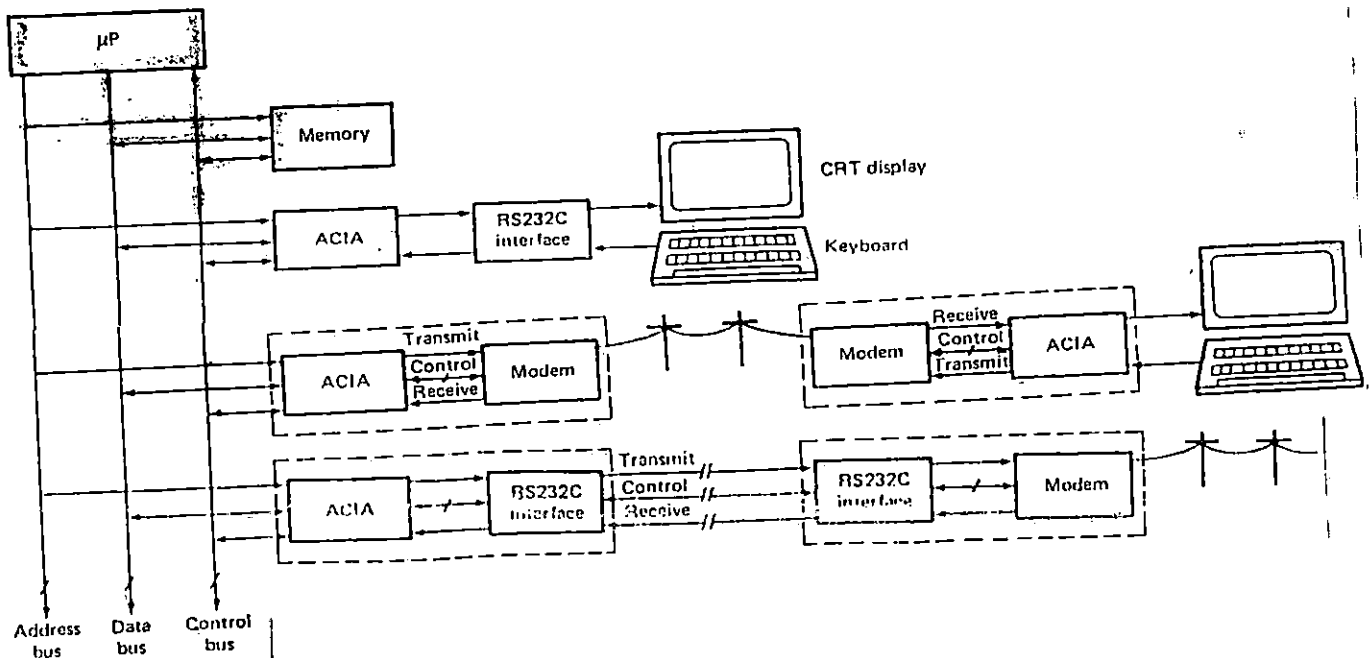 μP
Memory
CRT display
ACIA
RS232C
interface
Keyboard
Transmit
Control
Receive
ACIA
Modem
Modem
Receive
Control
Transmit
ACIA
ACIA
RS232C
interface
Transmit
Control
Receive
RS232C
interface
Modem
Address
bus
Data
bus
Control
bus